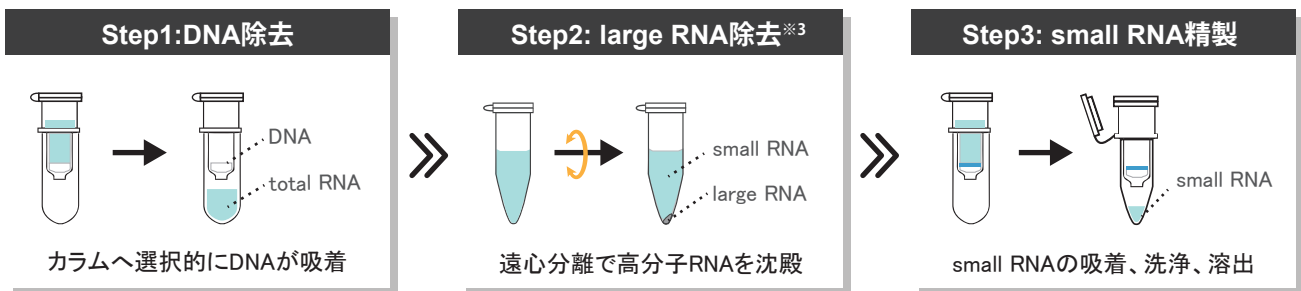 Step1:DNA除去
DNA
total RNA
カラムへ選択的にDNAが吸着
Step2: large RNA除去※3
small RNA
large RNA
遠心分離で高分子RNAを沈殿
Step3: small RNA精製
small RNA
small RNAの吸着、洗浄、溶出